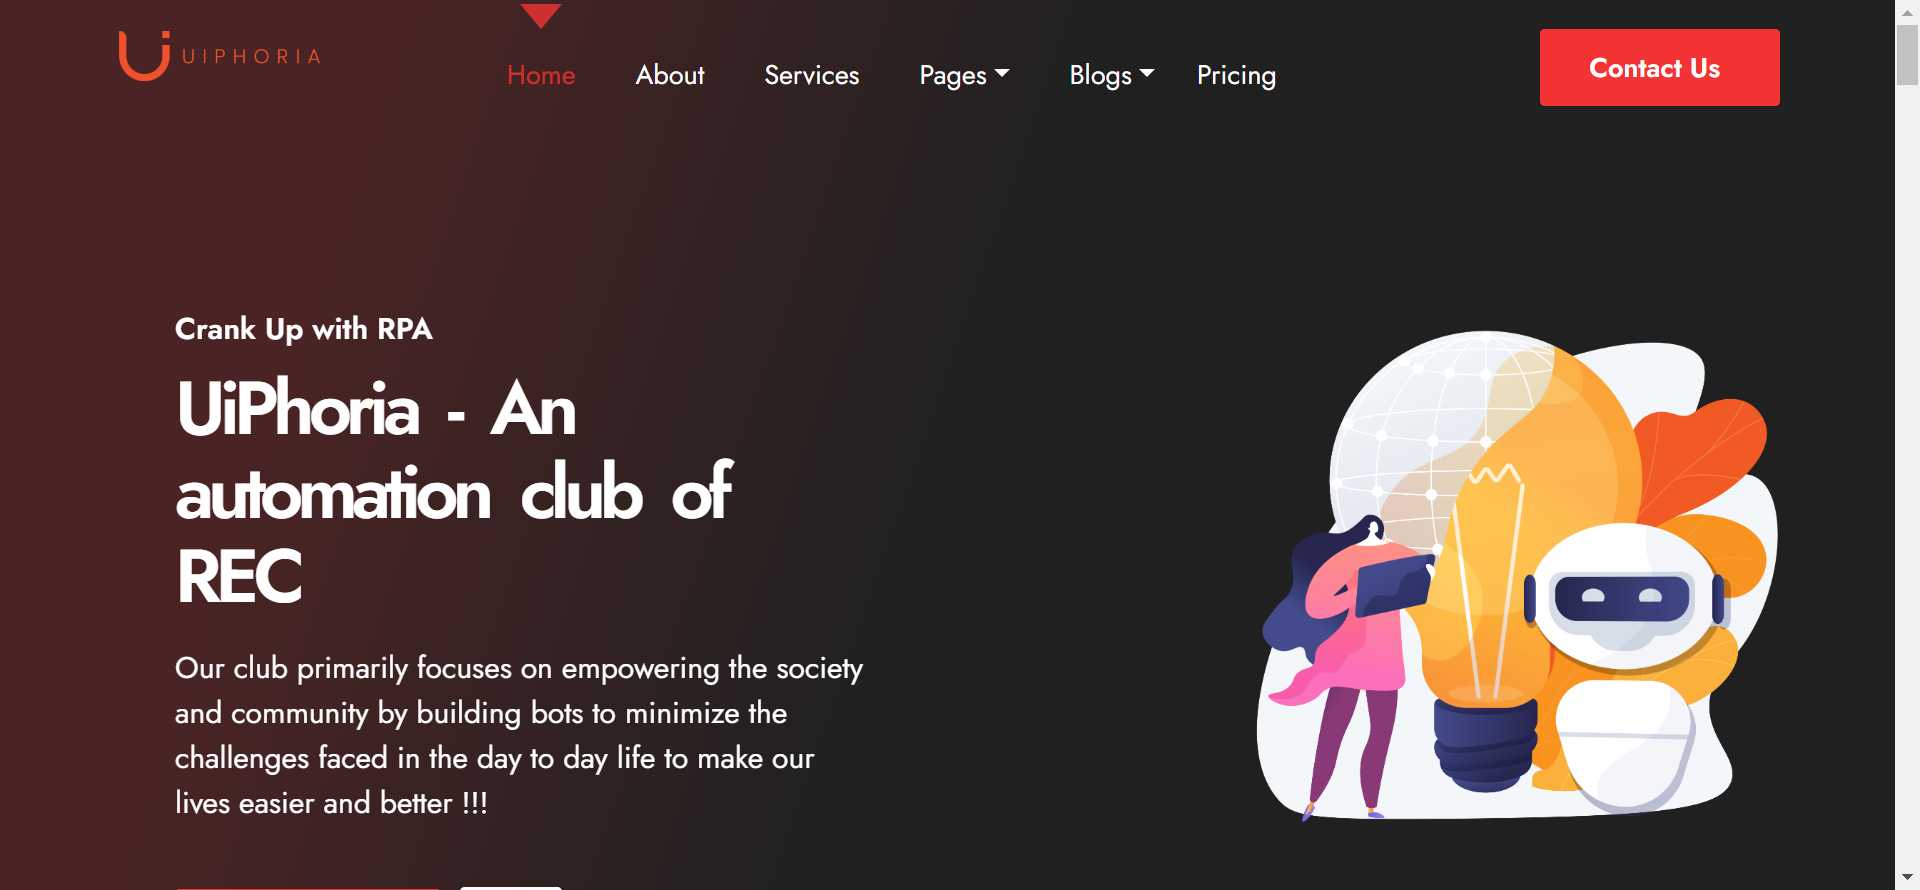 UIPHORIA
Home About Services Pages Blogs Pricing
Contact Us
Crank Up with RPA
UiPhoria - An
automation club of
REC
Our club primarily focuses on empowering the society
and community by building bots to minimize the
challenges faced in the day to day life to make our
lives easier and better !!!